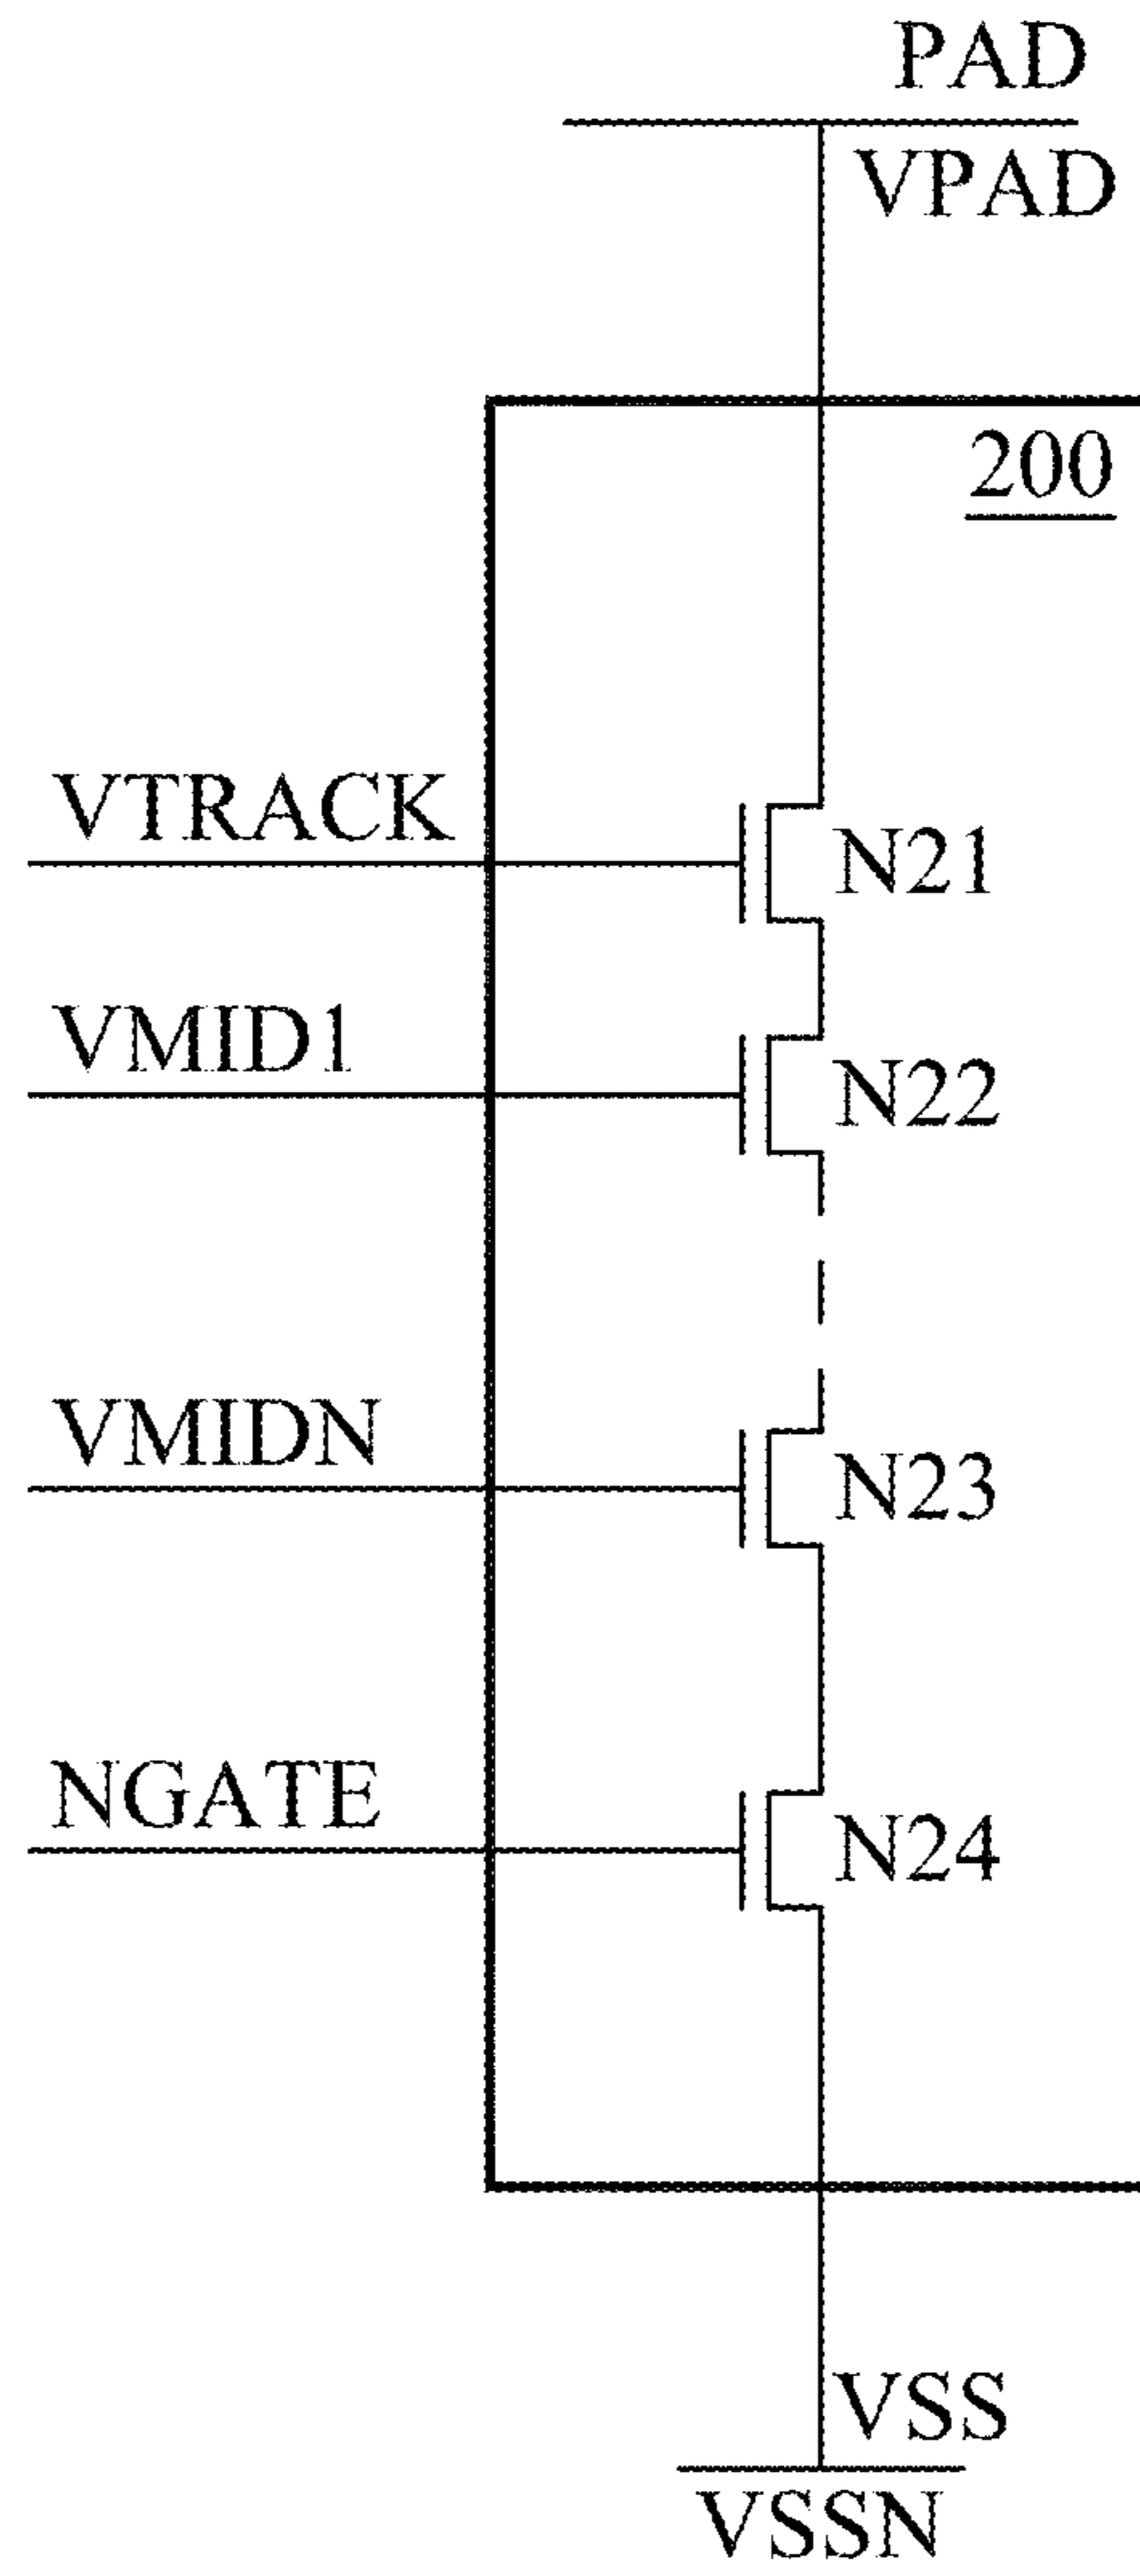 PAD
VPAD
200
VTRACK
N21
VMID1
N22
VMIDN
N23
NGATE
N24
VSS
VSSN